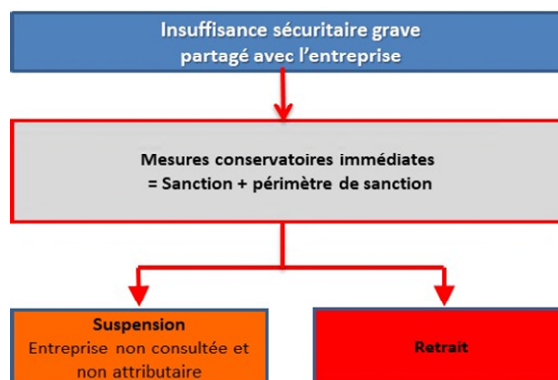 Insuffisance sécuritaire grave
partagé avec l'entreprise
Mesures conservatoires immédiates
= Sanction + périmètre de sanction
Suspension
Entreprise non consultée et
non attributaire
Retrait